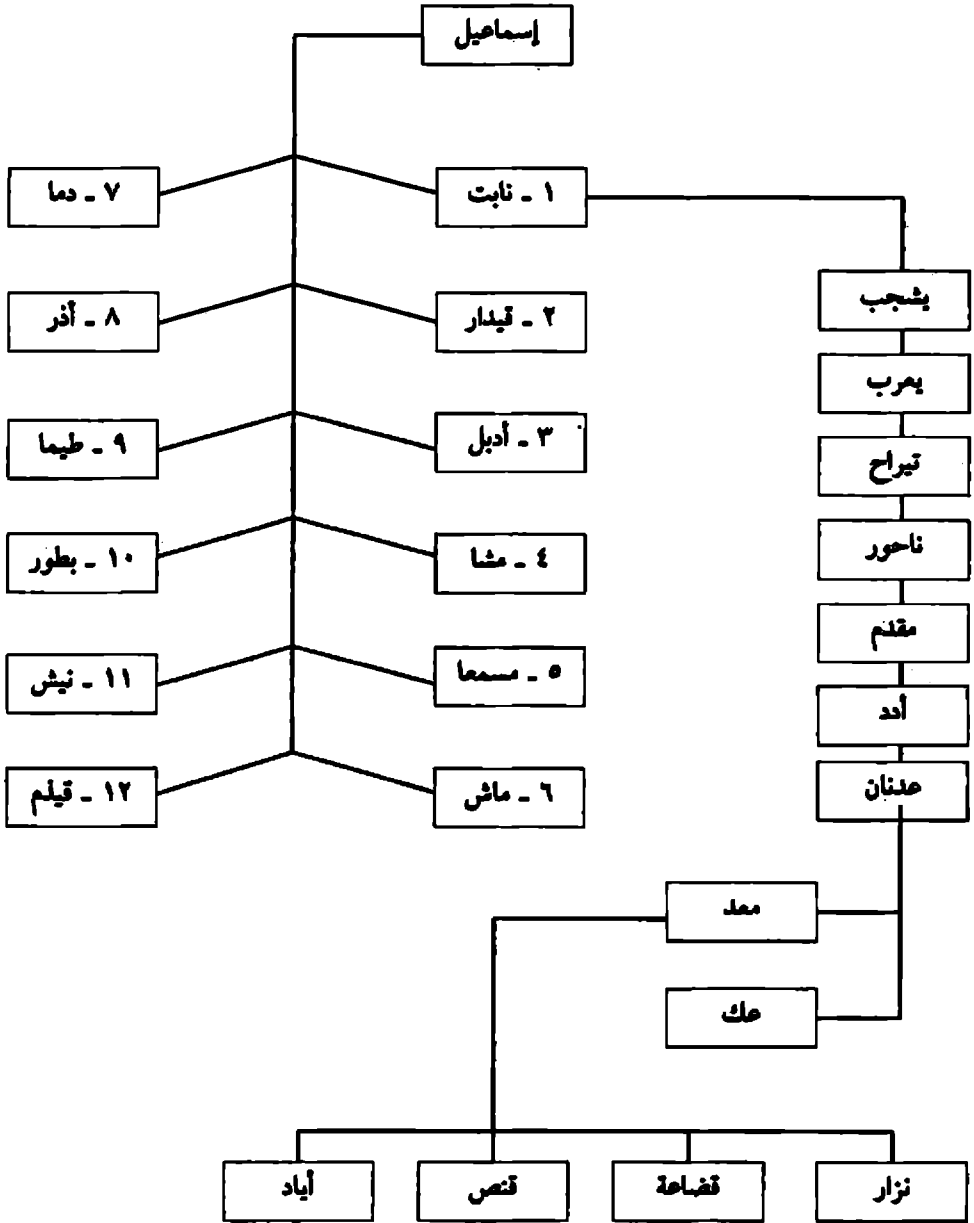 إسماعيل
١ - نابت
٧ - دما
يشجب
٢ - قيدار
٨ - أذر
يعرب
٣ - أدبل
٩ - طيما
تيراح
ناحور
٤ - مشا
١٠ - بطور
مقدم
٥ - مسمعا
١١ - نيش
أدد
عدنان
٦ - ماش
١٢ - قيذم
معد
عك
نزار
قضاعة
قنص
أياد